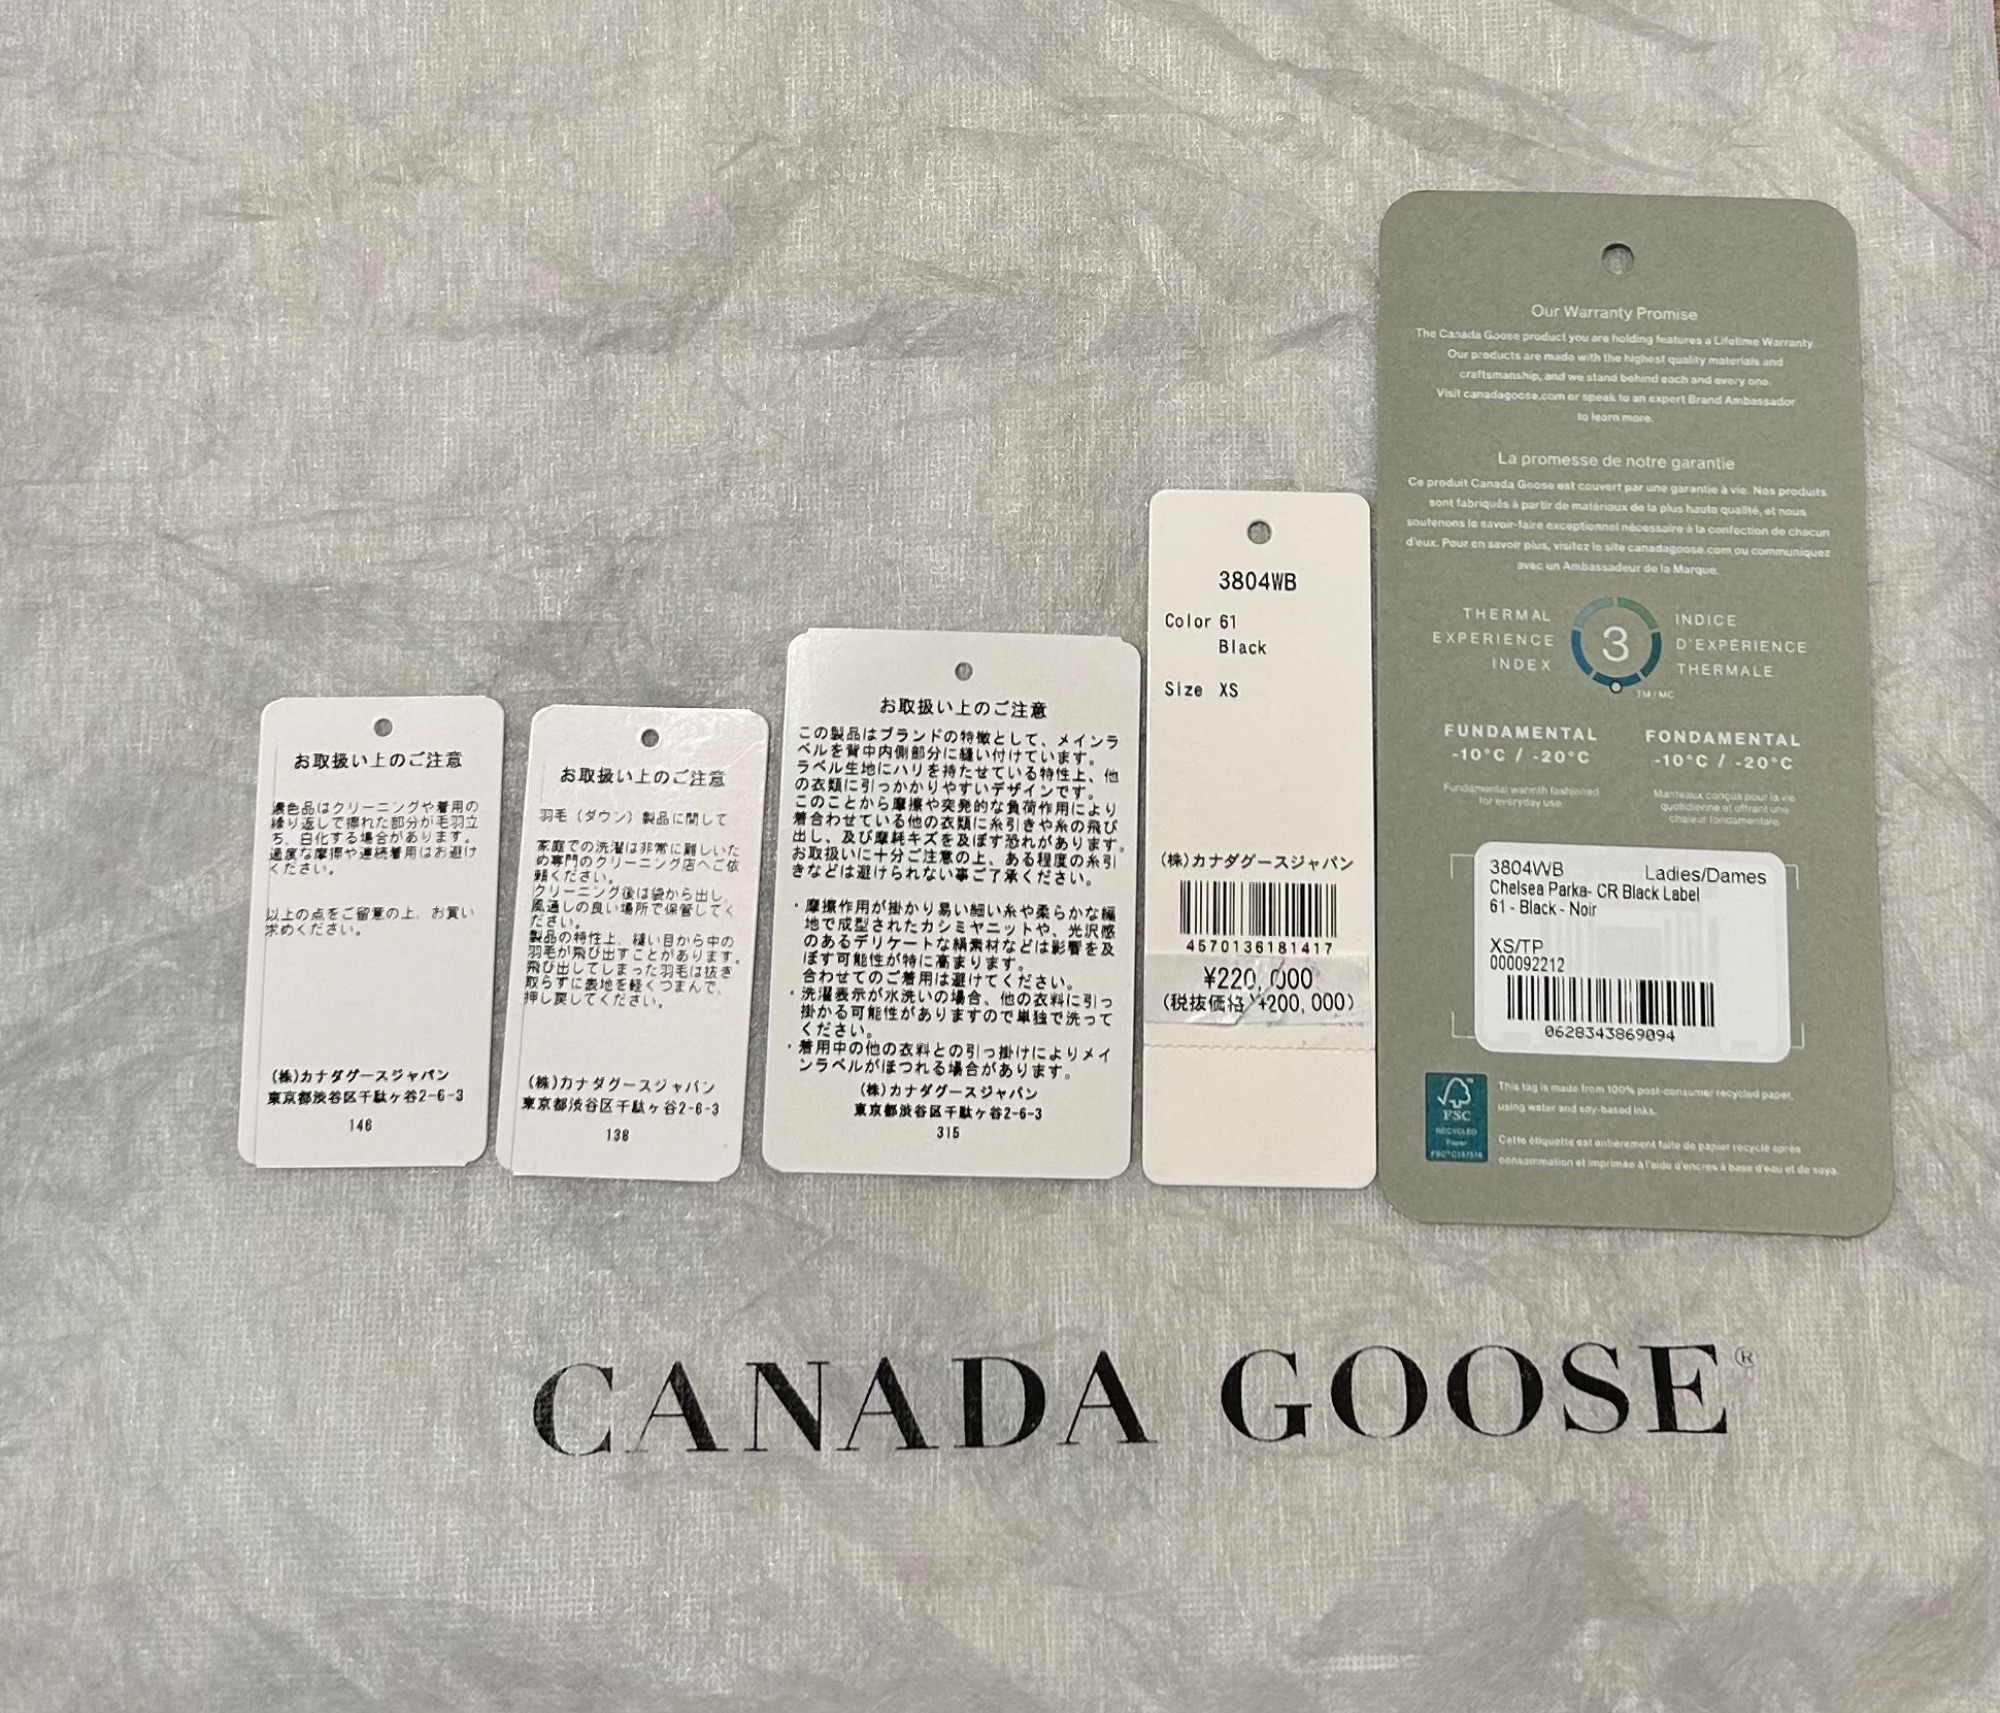 お取扱い上のご注意
濃色品はクリーニングや着用の
繰り返しで擦れた部分が毛羽立
ち、白化する場合があります。
過度な摩擦や連続着用はお避け
ください。
以上の点をご留意の上、お買い
求めください。
(株)カナダグースジャパン
東京都渋谷区千駄ヶ谷2-6-3
146
お取扱い上のご注意
羽毛（ダウン）製品に関して
家庭での洗濯は非常に難しいた
め専門のクリーニング店へご依
頼ください。
クリーニング後は袋から出し、
風通しの良い場所で保管してく
ださい。
製品の特性上、縫い目から中の
羽毛が飛び出すことがあります。
飛び出してしまった羽毛は抜き
取らずに表地を軽くつまんで、
押し戻してください。
(株)カナダグースジャパン
東京都渋谷区千駄ヶ谷2-6-3
138
お取扱い上のご注意
この製品はブランドの特徴として、メインラ
ベルを背中内側部分に縫い付けています。
ラベル生地にハリを持たせている特性上、他
の衣類に引っかかりやすいデザインです。
このことから摩擦や突発的な負荷作用により
着合わせている他の衣類に糸引きや糸の飛び
出し、及び摩耗キズを及ぼす恐れがあります。
お取扱いに十分ご注意の上、ある程度の糸引
きなどは避けられない事ご了承ください。
・摩擦作用が掛かり易い細い糸や柔らかな編
地で成型されたカシミヤニットや、光沢感
のあるデリケートな絹素材などは影響を及
ぼす可能性が特に高まります。
合わせてのご着用は避けてください。
・洗濯表示が水洗いの場合、他の衣料に引っ
掛かる可能性がありますので単独で洗って
ください。
・着用中の他の衣料との引っ掛けによりメイ
ンラベルがほつれる場合があります。
(株)カナダグースジャパン
東京都渋谷区千駄ヶ谷2-6-3
315
3804WB
Color 61
Black
Size XS
(株)カナダグースジャパン
4570136181417
¥220,000
(税抜価格¥200,000)
Our Warranty Promise
The Canada Goose product you are holding features a Lifetime Warranty.
Our products are made with the highest quality materials and
craftsmanship, and we stand behind each and every one.
Visit canadagoose.com or speak to an expert Brand Ambassador
to learn more.
La promesse de notre garantie
Ce produit Canada Goose est couvert par une garantie à vie. Nos produits
sont fabriqués à partir de matériaux de la plus haute qualité, et nous
soutenons le savoir-faire exceptionnel nécessaire à la confection de chacun
d'eux. Pour en savoir plus, visitez le site canadagoose.com ou communiquez
avec un Ambassadeur de la Marque.
THERMAL
EXPERIENCE
INDEX
3
INDICE
D'EXPÉRIENCE
THERMALE
TM/MC
FUNDAMENTAL
-10°C / -20°C
Fundamental warmth fashioned
for everyday use.
FONDAMENTAL
-10°C / -20°C
Manteaux conçus pour la vie
quotidienne et offrant une
chaleur fondamentale.
3804WB Ladies/Dames
Chelsea Parka- CR Black Label
61 - Black - Noir
XS/TP
000092212
0628343869094
FSC
RECYCLED
Paper
FSC® C151516
This tag is made from 100% post-consumer recycled paper,
using water and soy-based inks.
Cette étiquette est entièrement faite de papier recyclé après
consommation et imprimée à l'aide d'encres à base d'eau et de soya.
CANADA GOOSE®